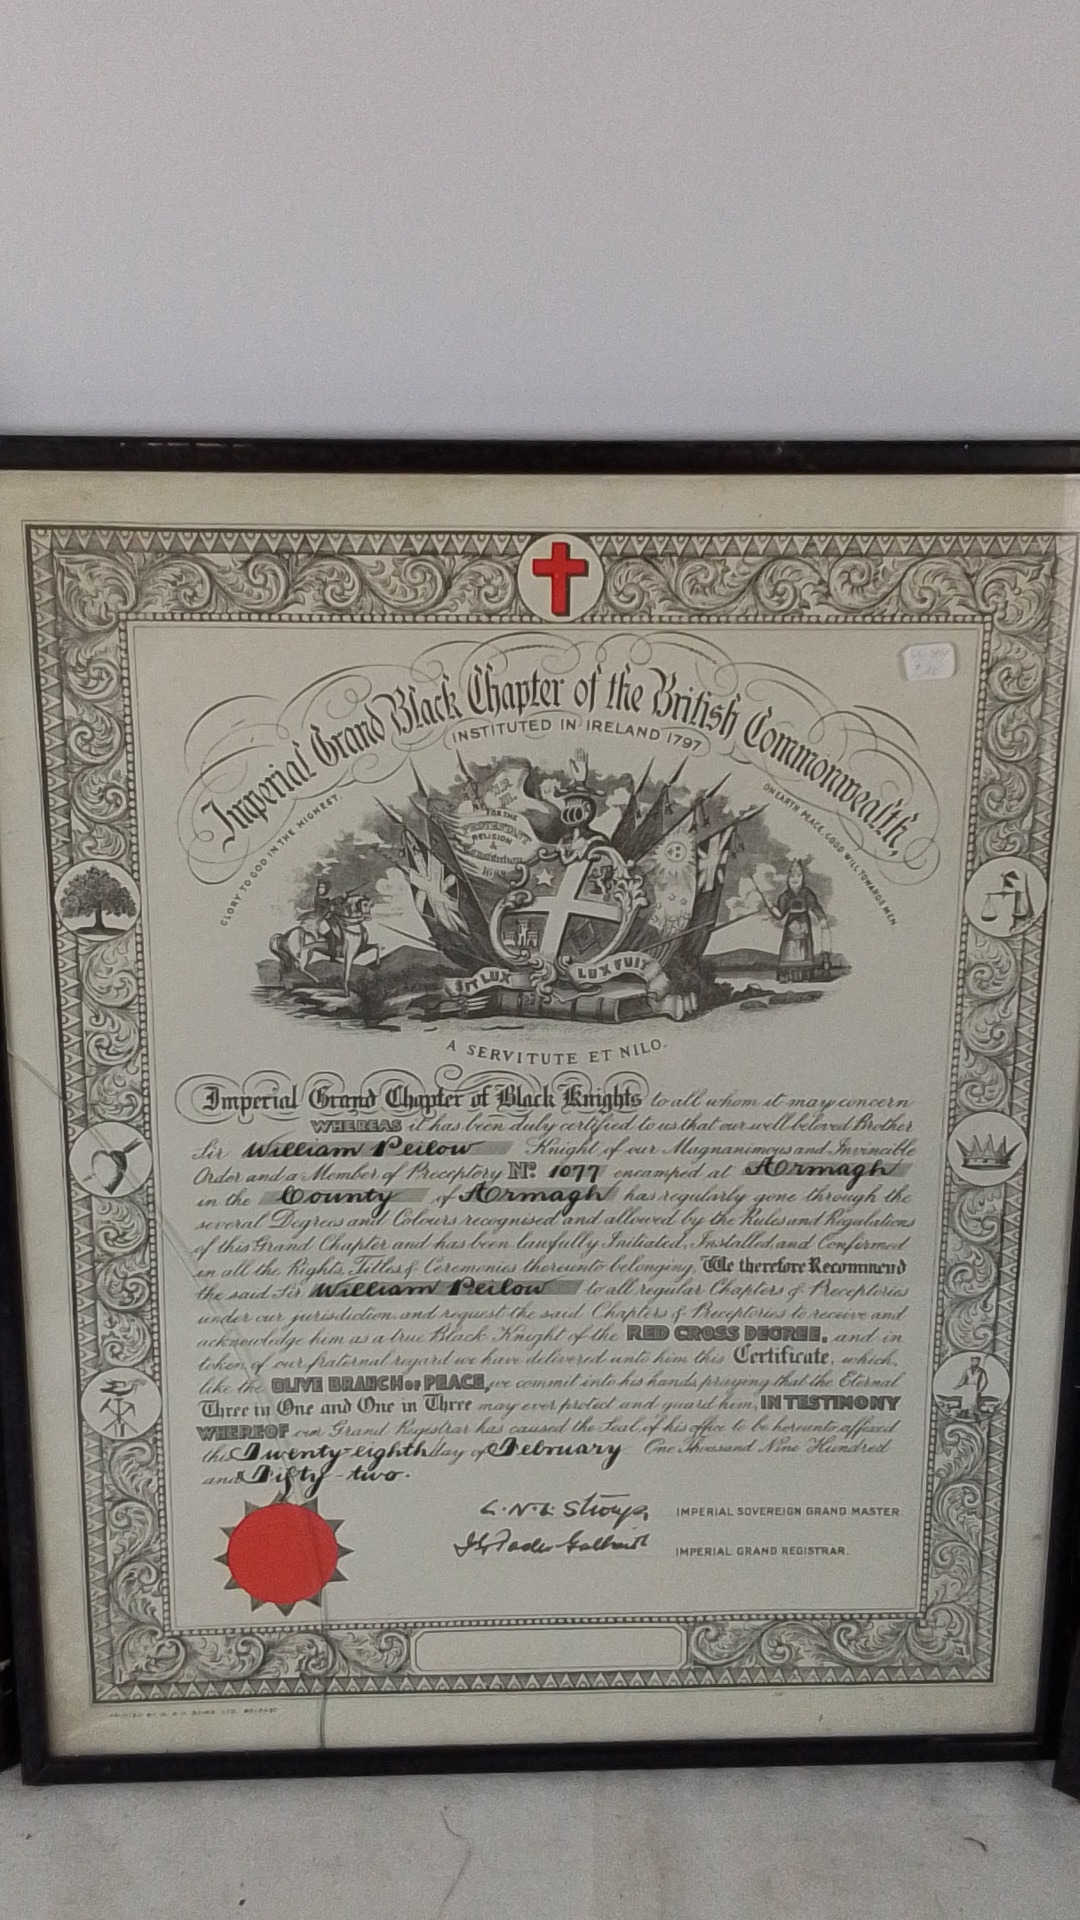 Imperial Grand Black Chapter of the British Commonwealth,
INSTITUTED IN IRELAND 1797
GLORY TO GOD IN THE HIGHEST,
ON EARTH PEACE, GOOD WILL TOWARDS MEN
FOR THE
PROTESTANT
RELIGION
&
Constitution
1688
SIT LUX
LUX FUIT
A SERVITUTE ET NILO.
Imperial Grand Chapter of Black Knights to all whom it may concern
WHEREAS it has been duly certified to us that our well-beloved Brother
Sir William Peilow Knight of our Magnanimous and Invincible
Order and a Member of Preceptory No. 1077 encamped at Armagh
in the County of Armagh has regularly gone through the
several Degrees and Colours recognised and allowed by the Rules and Regulations
of this Grand Chapter and has been lawfully Initiated, Installed, and Confirmed
in all the Rights, Titles & Ceremonies thereunto belonging, We therefore Recommend
the said Sir William Peilow to all regular Chapters & Preceptories
under our jurisdiction, and request the said Chapters & Preceptories to receive and
acknowledge him as a true Black Knight of the RED CROSS DEGREE, and in
token of our fraternal regard we have delivered unto him this Certificate, which,
like the OLIVE BRANCH of PEACE, we commit into his hands, praying that the Eternal
Three in One and One in Three may ever protect and guard him, IN TESTIMONY
WHEREOF our Grand Registrar has caused the Seal of his office to be hereunto affixed
this Twenty-eighth day of February One Thousand Nine Hundred
and Fifty-two.
IMPERIAL SOVEREIGN GRAND MASTER.
IMPERIAL GRAND REGISTRAR.
PRINTED BY LTD. BELFAST